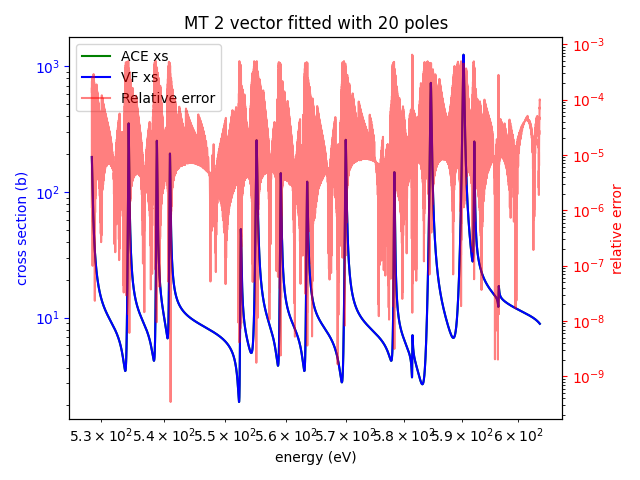 MT 2 vector fitted with 20 poles
ACE xs
VF xs
Relative error
10³
10²
10¹
cross section (b)
10⁻³
10⁻⁴
10⁻⁵
10⁻⁶
10⁻⁷
10⁻⁸
10⁻⁹
relative error
5.3 × 10² 5.4 × 10² 5.5 × 10² 5.6 × 10² 5.7 × 10² 5.8 × 10² 5.9 × 10² 6 × 10²
energy (eV)